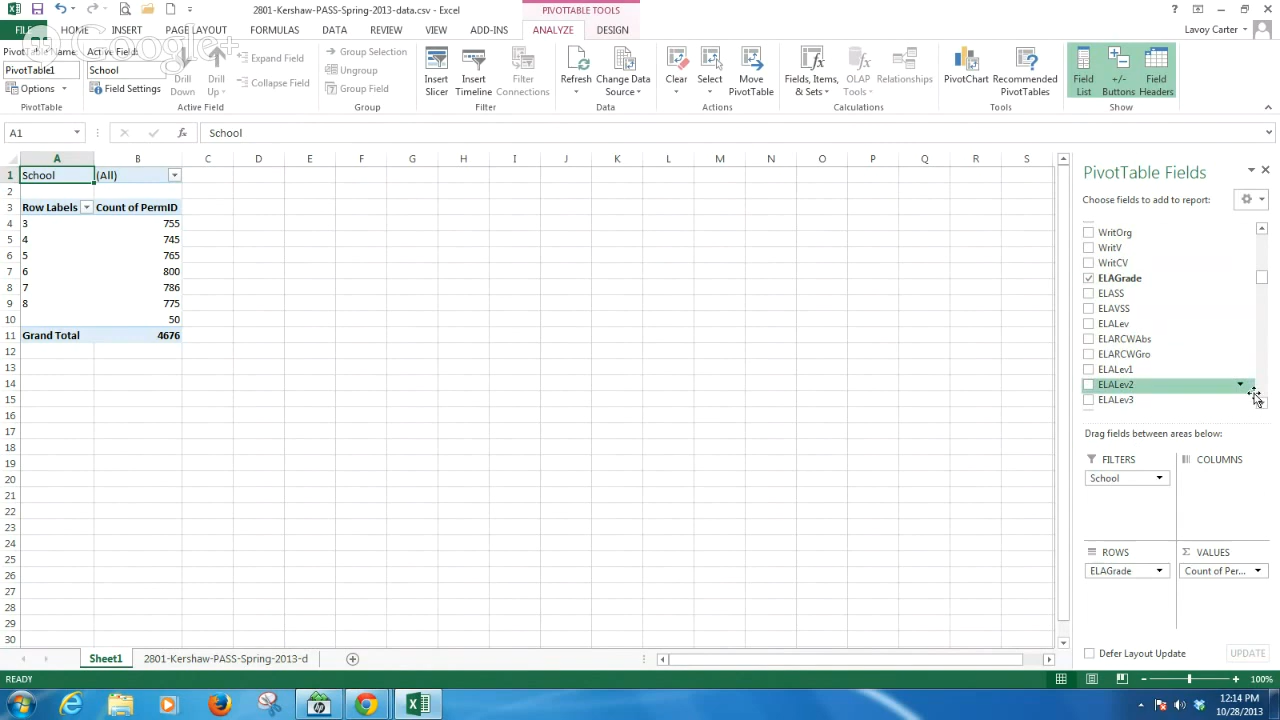 2801-Kershaw-PASS-Spring-2013-data.csv - Excel
PIVOTTABLE TOOLS
FILE HOME INSERT PAGE LAYOUT FORMULAS DATA REVIEW VIEW ADD-INS ANALYZE DESIGN
Lavoy Carter
Google+
PivotTable Name:
PivotTable1
Options
PivotTable
Active Field:
School
Field Settings
Drill Down
Drill Up
Expand Field
Collapse Field
Active Field
Group Selection
Ungroup
Group Field
Group
Insert Slicer
Insert Timeline
Filter Connections
Filter
Refresh
Change Data Source
Data
Clear
Select
Move PivotTable
Actions
Fields, Items, & Sets
OLAP Tools
Relationships
Calculations
PivotChart
Recommended PivotTables
Tools
Field List
+/- Buttons
Field Headers
Show
A1
fx
School
A B C D E F G H I J K L M N O P Q R S
1 School (All)
2
3 Row Labels Count of PermID
4 3 755
5 4 745
6 5 765
7 6 800
8 7 786
9 8 775
10 50
11 Grand Total 4676
12
13
14
15
16
17
18
19
20
21
22
23
24
25
26
27
28
29
30
PivotTable Fields
Choose fields to add to report:
WritOrg
WritV
WritCV
ELAGrade
ELASS
ELAVSS
ELALev
ELARCWAbs
ELARCWGro
ELALev1
ELALev2
ELALev3
Drag fields between areas below:
FILTERS
School
COLUMNS
ROWS
ELAGrade
VALUES
Count of Per...
Defer Layout Update
UPDATE
Sheet1 2801-Kershaw-PASS-Spring-2013-d
READY
100%
12:14 PM
10/28/2013